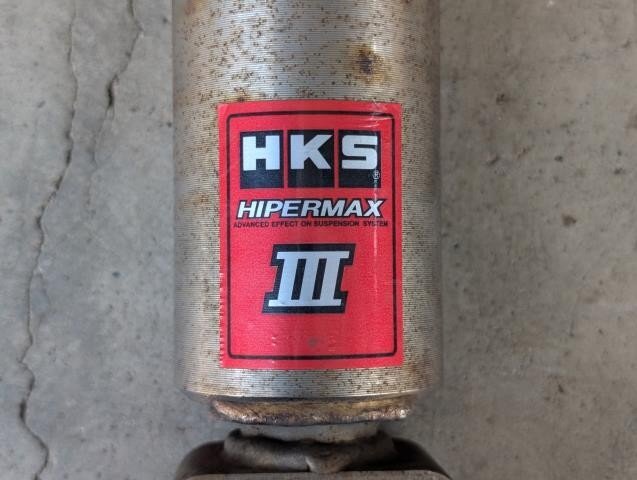 HKS
HIPERMAX
ADVANCED EFFECT ON SUSPENSION SYSTEM
III